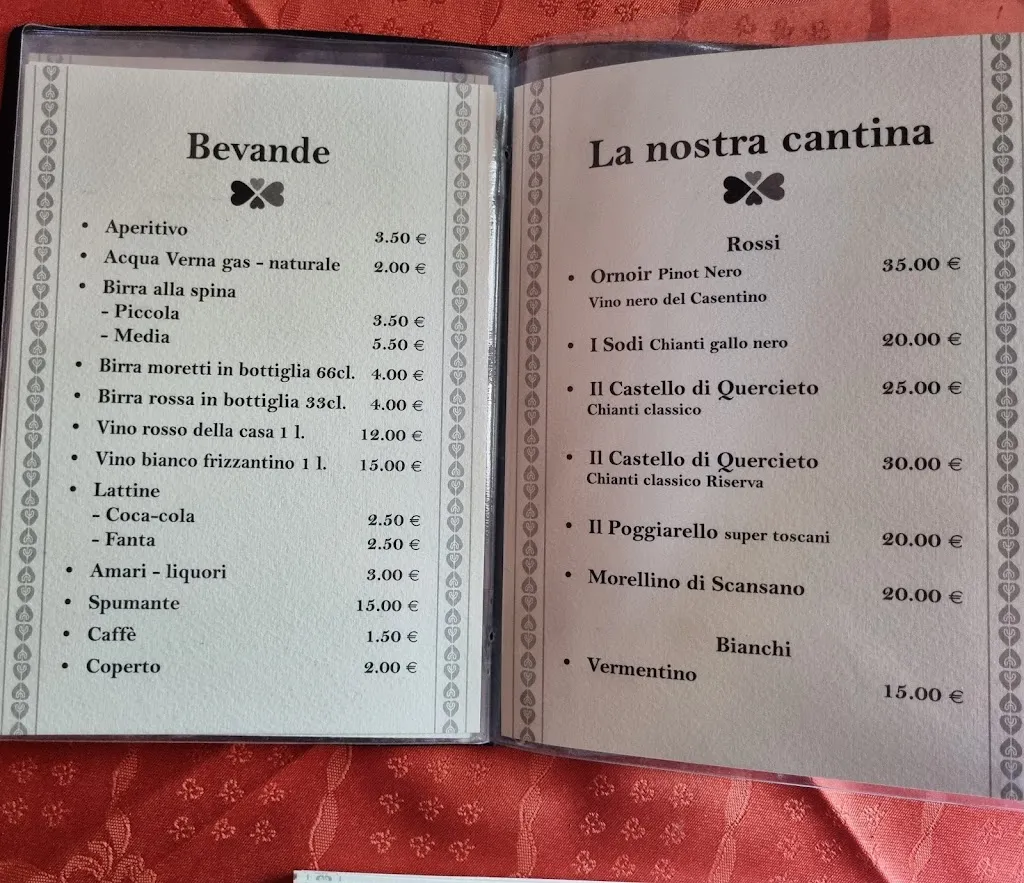 Bevande
• Aperitivo 3.50 €
• Acqua Verna gas - naturale 2.00 €
• Birra alla spina
- Piccola 3.50 €
- Media 5.50 €
• Birra moretti in bottiglia 66cl. 4.00 €
• Birra rossa in bottiglia 33cl. 4.00 €
• Vino rosso della casa 1 l. 12.00 €
• Vino bianco frizzantino 1 l. 15.00 €
• Lattine
- Coca-cola 2.50 €
- Fanta 2.50 €
• Amari - liquori 3.00 €
• Spumante 15.00 €
• Caffè 1.50 €
• Coperto 2.00 €
La nostra cantina
Rossi
• Ornoir Pinot Nero 35.00 €
Vino nero del Casentino
• I Sodi Chianti gallo nero 20.00 €
• Il Castello di Quercieto 25.00 €
Chianti classico
• Il Castello di Quercieto 30.00 €
Chianti classico Riserva
• Il Poggiarello super toscani 20.00 €
• Morellino di Scansano 20.00 €
Bianchi
• Vermentino 15.00 €